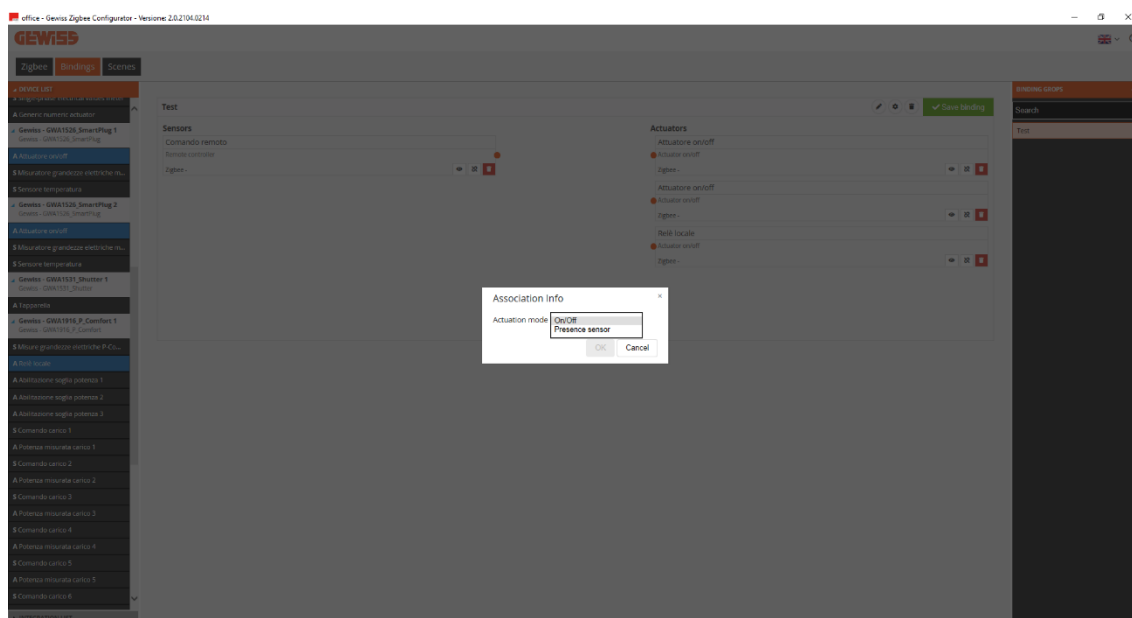 office - Gewiss Zigbee Configurator - Versione: 2.0.2104.0214
GEWISS
Zigbee Bindings Scenes
DEVICE LIST
A Generic numeric actuator
Gewiss - GWA1526_SmartPlug 1
Gewiss - GWA1526_SmartPlug
A Attuatore on/off
S Misuratore grandezze elettriche m...
S Sensore temperatura
Gewiss - GWA1526_SmartPlug 2
Gewiss - GWA1526_SmartPlug
A Attuatore on/off
S Misuratore grandezze elettriche m...
S Sensore temperatura
Gewiss - GWA1531_Shutter 1
Gewiss - GWA1531_Shutter
A Tapparella
Gewiss - GWA1916_P_Comfort 1
Gewiss - GWA1916_P_Comfort
S Misure grandezze elettriche P-Co...
A Relè locale
A Abilitazione soglia potenza 1
A Abilitazione soglia potenza 2
A Abilitazione soglia potenza 3
S Comando carico 1
A Potenza misurata carico 1
S Comando carico 2
A Potenza misurata carico 2
S Comando carico 3
A Potenza misurata carico 3
S Comando carico 4
A Potenza misurata carico 4
S Comando carico 5
A Potenza misurata carico 5
S Comando carico 6
Test
Save binding
Sensors
Comando remoto
Remote controller
Zigbee -
Actuators
Attuatore on/off
Actuator on/off
Zigbee -
Attuatore on/off
Actuator on/off
Zigbee -
Relè locale
Actuator on/off
Zigbee -
Association Info
×
Actuation mode On/Off
Presence sensor
OK Cancel
BINDING GROPS
Search
Test